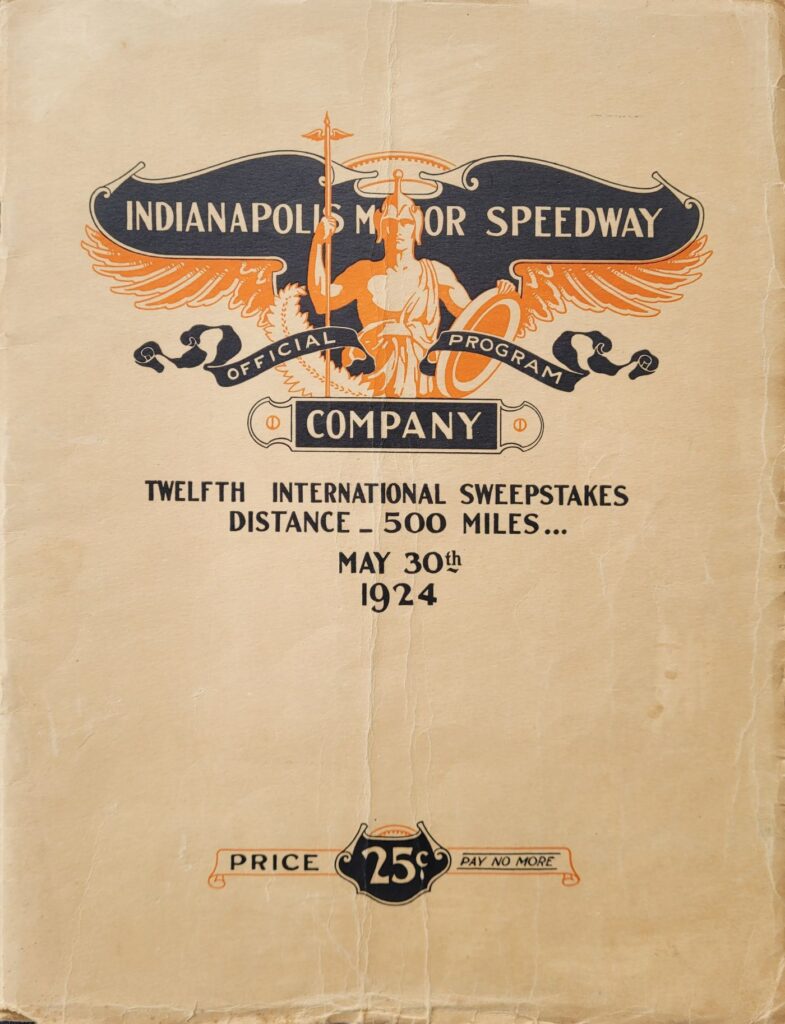 INDIANAPOLIS MOTOR SPEEDWAY
OFFICIAL PROGRAM
COMPANY
TWELFTH INTERNATIONAL SWEEPSTAKES
DISTANCE – 500 MILES...
MAY 30th
1924
PRICE 25¢ PAY NO MORE